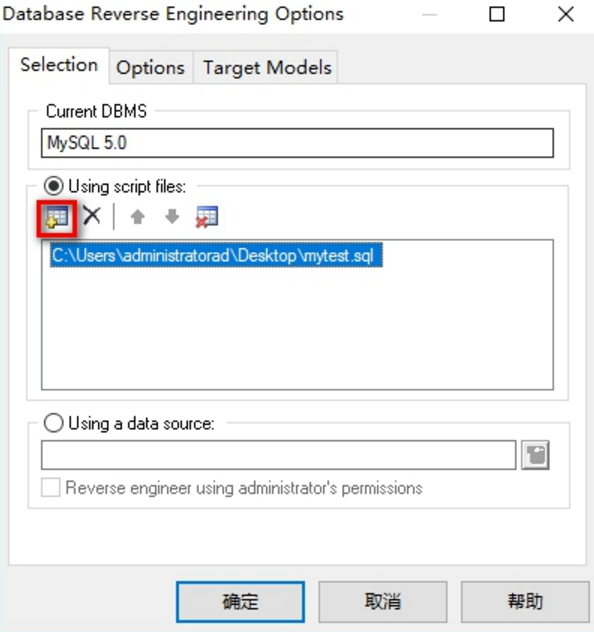 Database Reverse Engineering Options
Selection
Options
Target Models
Current DBMS
MySQL 5.0
Using script files:
C:\Users\administratorad\Desktop\mytest.sql
Using a data source:
Reverse engineer using administrator's permissions
确定
取消
帮助